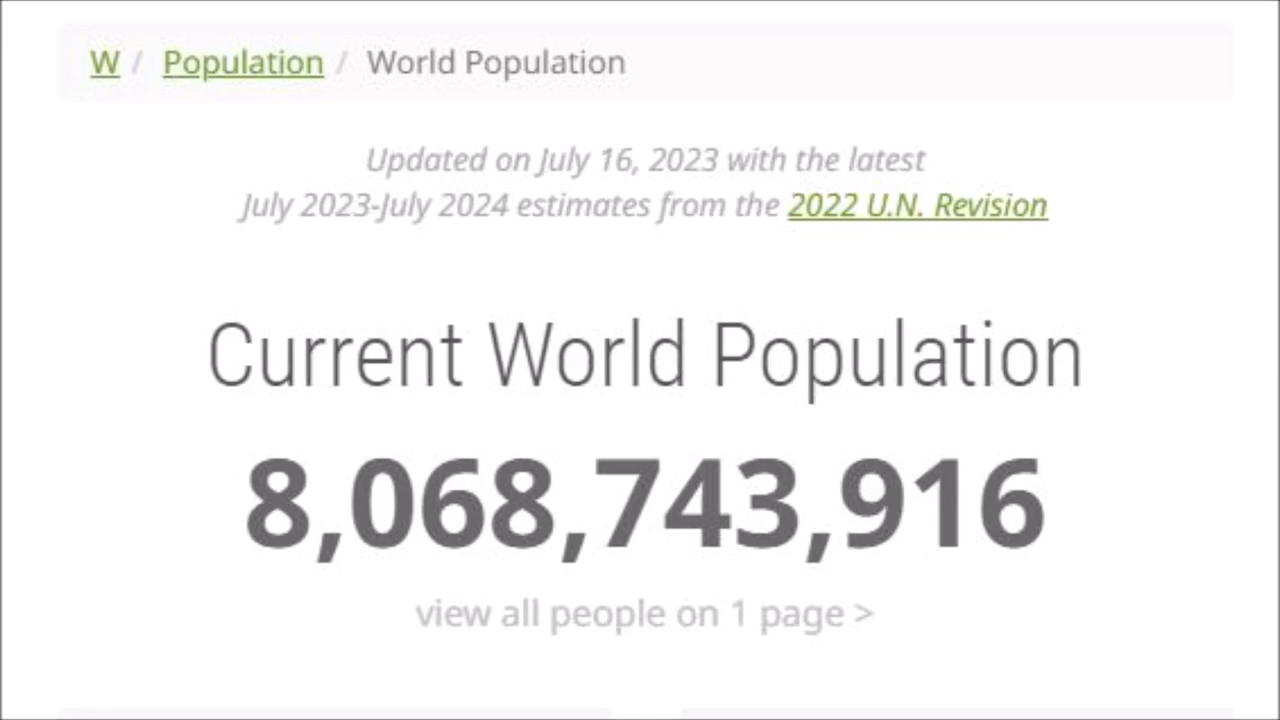 W / Population / World Population
Updated on July 16, 2023 with the latest
July 2023-July 2024 estimates from the 2022 U.N. Revision
Current World Population
8,068,743,916
view all people on 1 page >